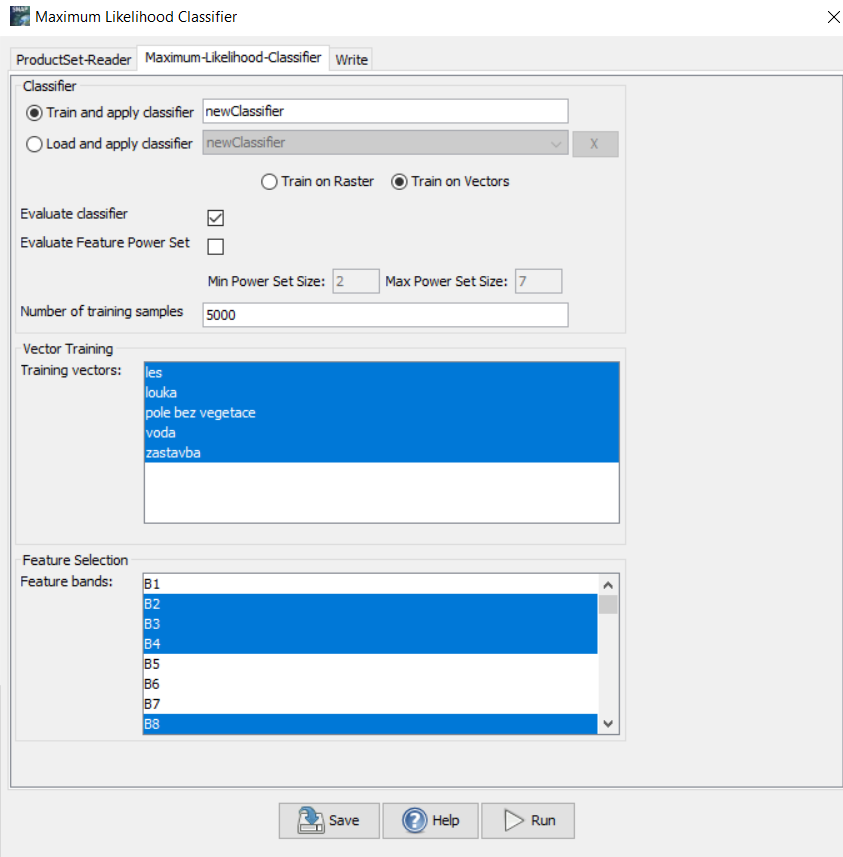 Maximum Likelihood Classifier
ProductSet-Reader Maximum-Likelihood-Classifier Write
Classifier
Train and apply classifier newClassifier
Load and apply classifier newClassifier X
Train on Raster Train on Vectors
Evaluate classifier
Evaluate Feature Power Set
Min Power Set Size: 2 Max Power Set Size: 7
Number of training samples 5000
Vector Training
Training vectors: les
louka
pole bez vegetace
voda
zastavba
Feature Selection
Feature bands: B1
B2
B3
B4
B5
B6
B7
B8
Save Help Run